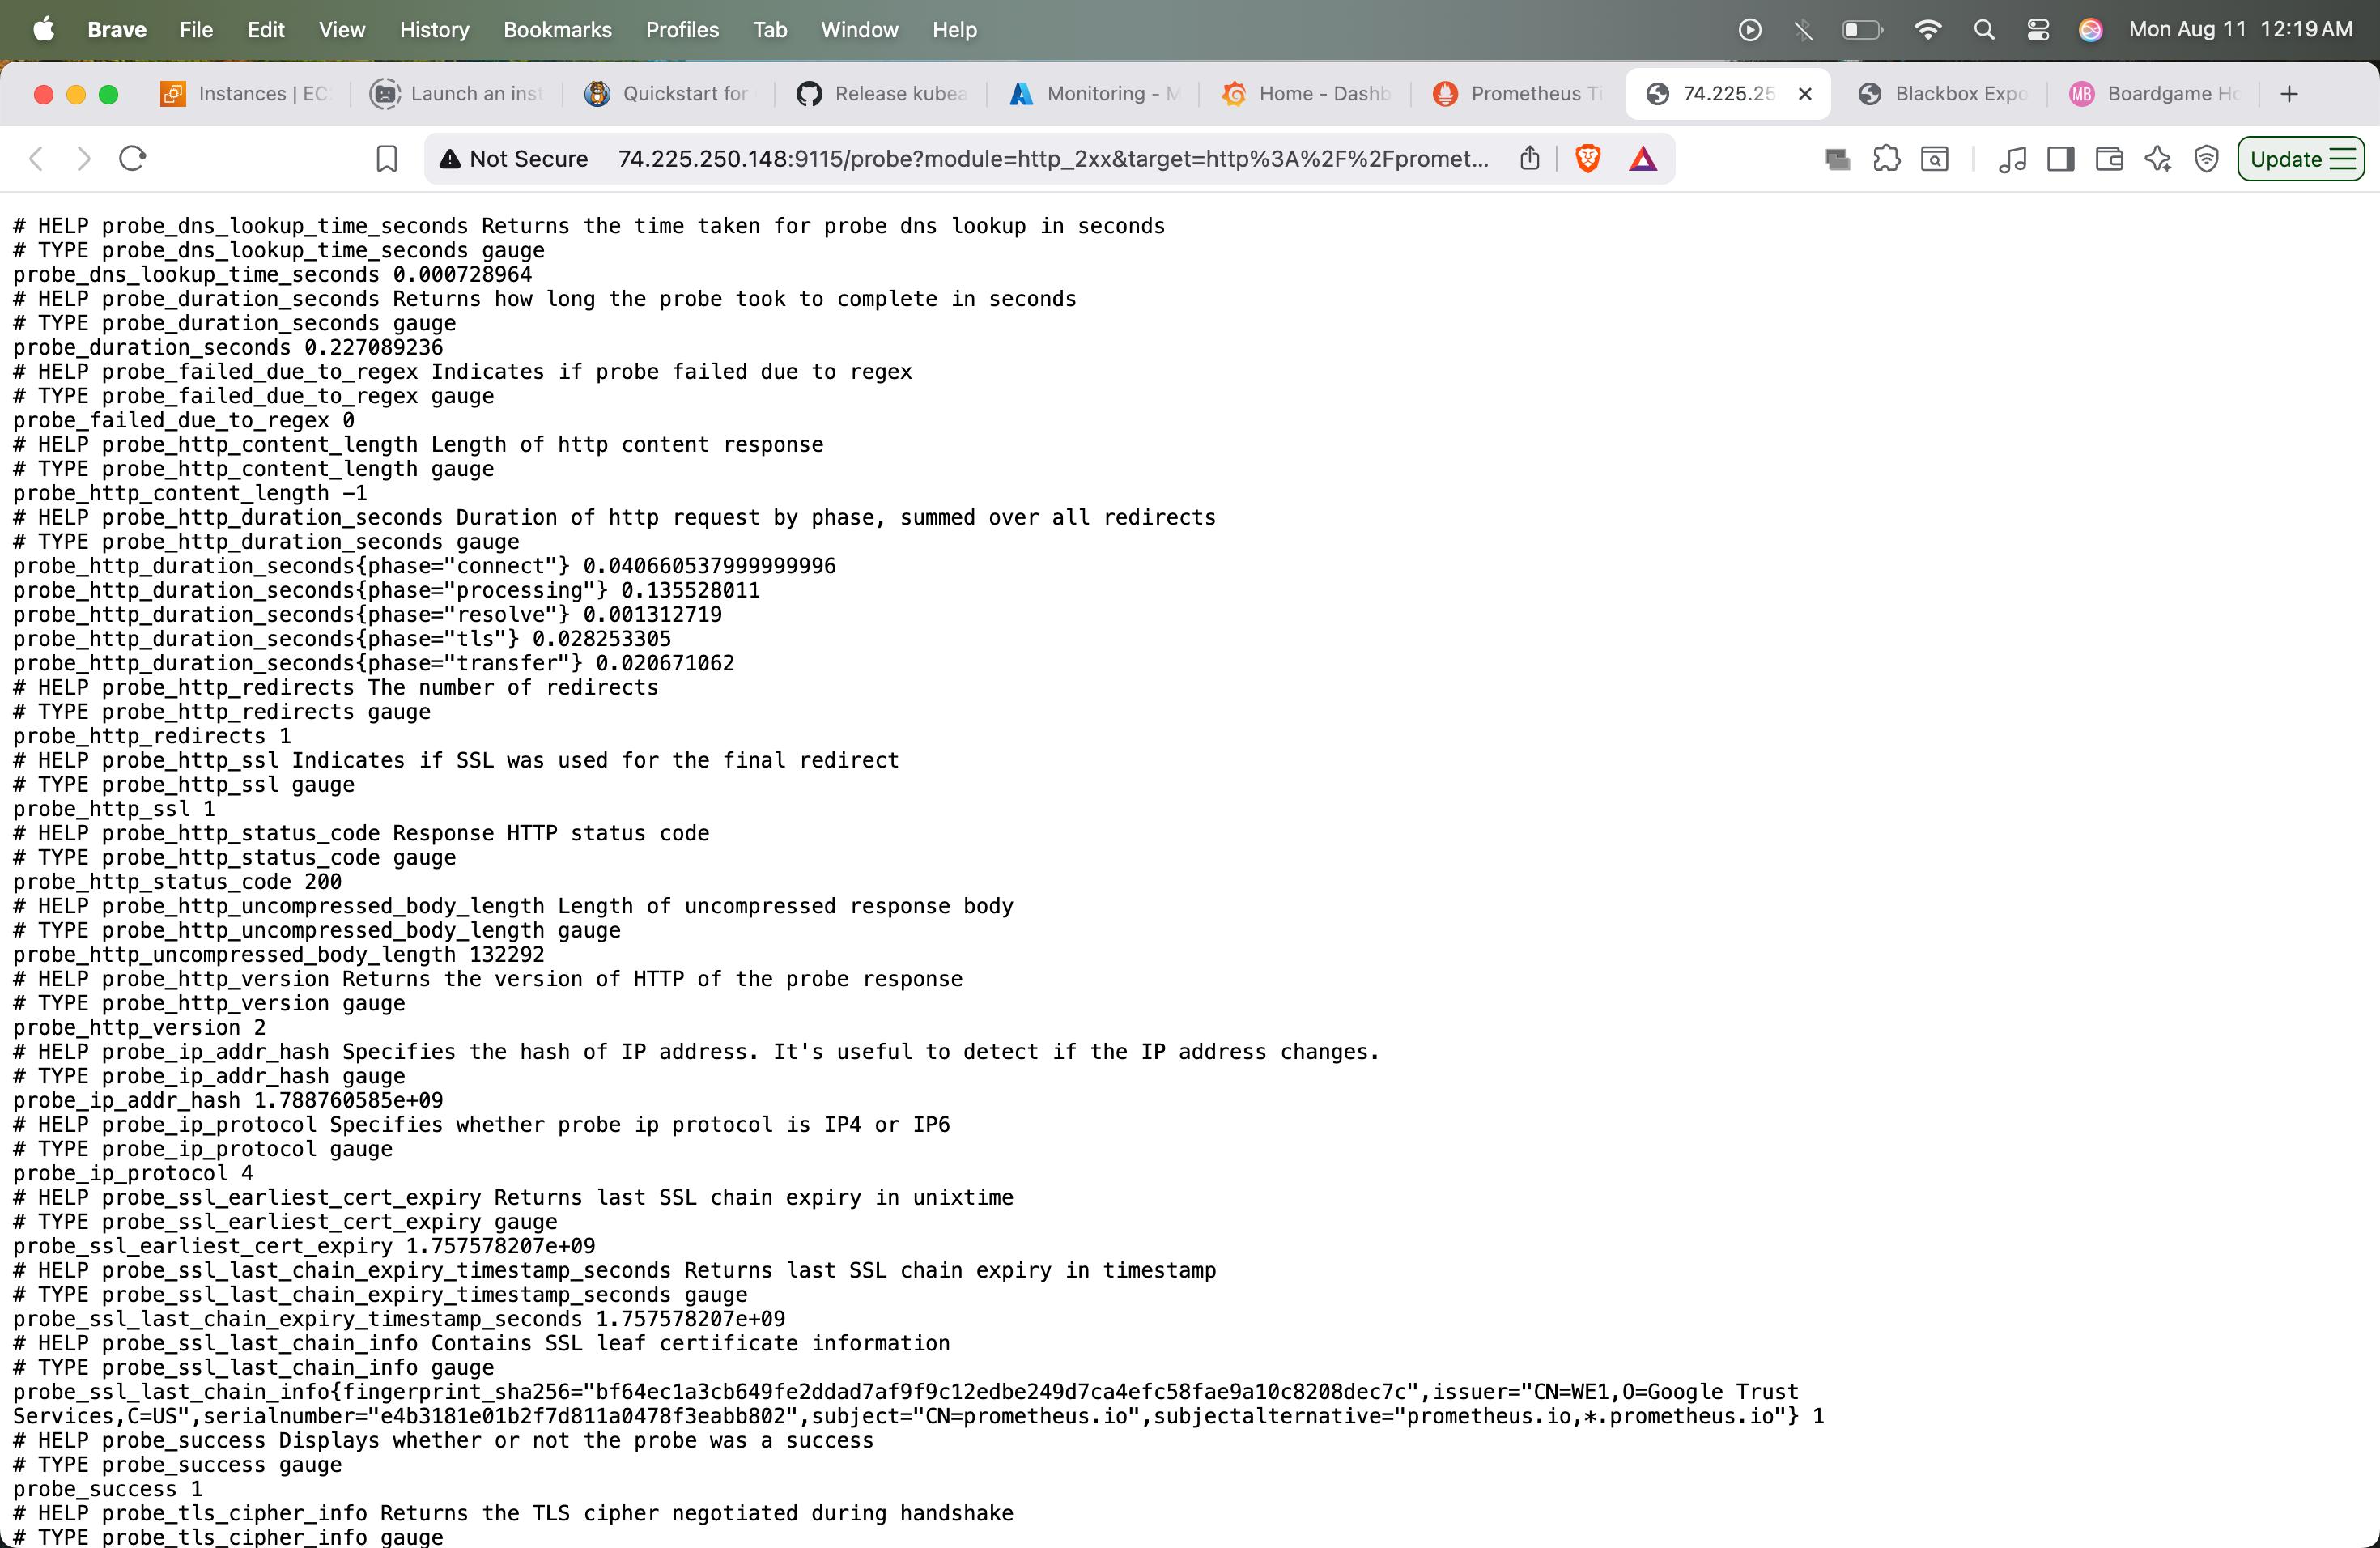 Brave File Edit View History Bookmarks Profiles Tab Window Help Mon Aug 11 12:19 AM
Instances | EC Launch an inst Quickstart for Release kubea Monitoring - M Home - Dashb Prometheus Ti 74.225.25 Blackbox Expo MB Boardgame Ho
Not Secure 74.225.250.148:9115/probe?module=http_2xx&target=http%3A%2F%2Fpromet... Update
# HELP probe_dns_lookup_time_seconds Returns the time taken for probe dns lookup in seconds
# TYPE probe_dns_lookup_time_seconds gauge
probe_dns_lookup_time_seconds 0.000728964
# HELP probe_duration_seconds Returns how long the probe took to complete in seconds
# TYPE probe_duration_seconds gauge
probe_duration_seconds 0.227089236
# HELP probe_failed_due_to_regex Indicates if probe failed due to regex
# TYPE probe_failed_due_to_regex gauge
probe_failed_due_to_regex 0
# HELP probe_http_content_length Length of http content response
# TYPE probe_http_content_length gauge
probe_http_content_length -1
# HELP probe_http_duration_seconds Duration of http request by phase, summed over all redirects
# TYPE probe_http_duration_seconds gauge
probe_http_duration_seconds{phase="connect"} 0.040660537999999996
probe_http_duration_seconds{phase="processing"} 0.135528011
probe_http_duration_seconds{phase="resolve"} 0.001312719
probe_http_duration_seconds{phase="tls"} 0.028253305
probe_http_duration_seconds{phase="transfer"} 0.020671062
# HELP probe_http_redirects The number of redirects
# TYPE probe_http_redirects gauge
probe_http_redirects 1
# HELP probe_http_ssl Indicates if SSL was used for the final redirect
# TYPE probe_http_ssl gauge
probe_http_ssl 1
# HELP probe_http_status_code Response HTTP status code
# TYPE probe_http_status_code gauge
probe_http_status_code 200
# HELP probe_http_uncompressed_body_length Length of uncompressed response body
# TYPE probe_http_uncompressed_body_length gauge
probe_http_uncompressed_body_length 132292
# HELP probe_http_version Returns the version of HTTP of the probe response
# TYPE probe_http_version gauge
probe_http_version 2
# HELP probe_ip_addr_hash Specifies the hash of IP address. It's useful to detect if the IP address changes.
# TYPE probe_ip_addr_hash gauge
probe_ip_addr_hash 1.788760585e+09
# HELP probe_ip_protocol Specifies whether probe ip protocol is IP4 or IP6
# TYPE probe_ip_protocol gauge
probe_ip_protocol 4
# HELP probe_ssl_earliest_cert_expiry Returns last SSL chain expiry in unixtime
# TYPE probe_ssl_earliest_cert_expiry gauge
probe_ssl_earliest_cert_expiry 1.757578207e+09
# HELP probe_ssl_last_chain_expiry_timestamp_seconds Returns last SSL chain expiry in timestamp
# TYPE probe_ssl_last_chain_expiry_timestamp_seconds gauge
probe_ssl_last_chain_expiry_timestamp_seconds 1.757578207e+09
# HELP probe_ssl_last_chain_info Contains SSL leaf certificate information
# TYPE probe_ssl_last_chain_info gauge
probe_ssl_last_chain_info{fingerprint_sha256="bf64ec1a3cb649fe2ddad7af9f9c12edbe249d7ca4efc58fae9a10c8208dec7c",issuer="CN=WE1,O=Google Trust
Services,C=US",serialnumber="e4b3181e01b2f7d811a0478f3eabb802",subject="CN=prometheus.io",subjectalternative="prometheus.io,*.prometheus.io"} 1
# HELP probe_success Displays whether or not the probe was a success
# TYPE probe_success gauge
probe_success 1
# HELP probe_tls_cipher_info Returns the TLS cipher negotiated during handshake
# TYPE probe_tls_cipher_info gauge